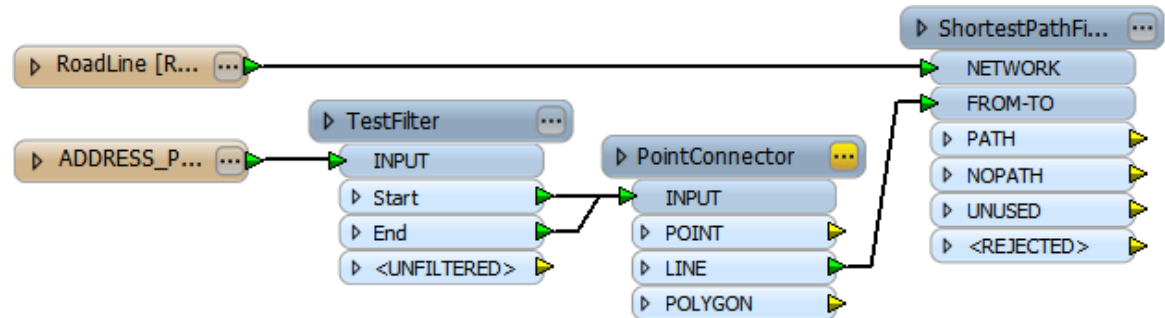 RoadLine [R...
ADDRESS_P...
TestFilter
INPUT
Start
End
<UNFILTERED>
PointConnector
INPUT
POINT
LINE
POLYGON
ShortestPathFi...
NETWORK
FROM-TO
PATH
NOPATH
UNUSED
<REJECTED>